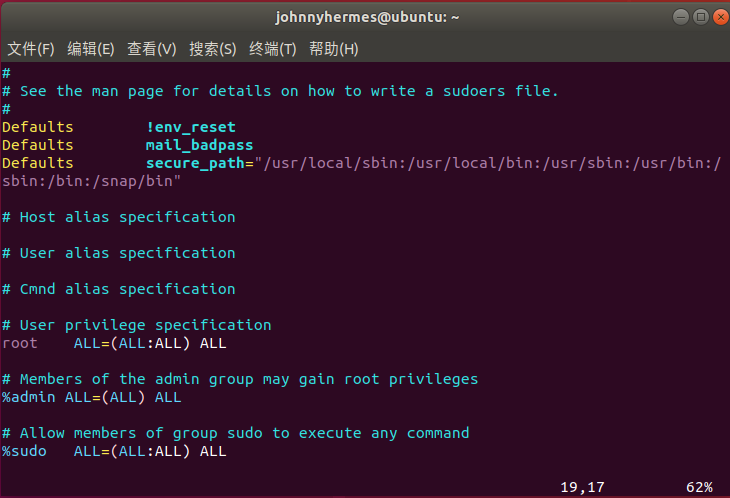 johnnyhermes@ubuntu: ~
文件(F) 编辑(E) 查看(V) 搜索(S) 终端(T) 帮助(H)
#
# See the man page for details on how to write a sudoers file.
#
Defaults        !env_reset
Defaults        mail_badpass
Defaults        secure_path="/usr/local/sbin:/usr/local/bin:/usr/sbin:/usr/bin:/
sbin:/bin:/snap/bin"
# Host alias specification
# User alias specification
# Cmnd alias specification
# User privilege specification
root    ALL=(ALL:ALL) ALL
# Members of the admin group may gain root privileges
%admin ALL=(ALL) ALL
# Allow members of group sudo to execute any command
%sudo   ALL=(ALL:ALL) ALL
19,17         62%